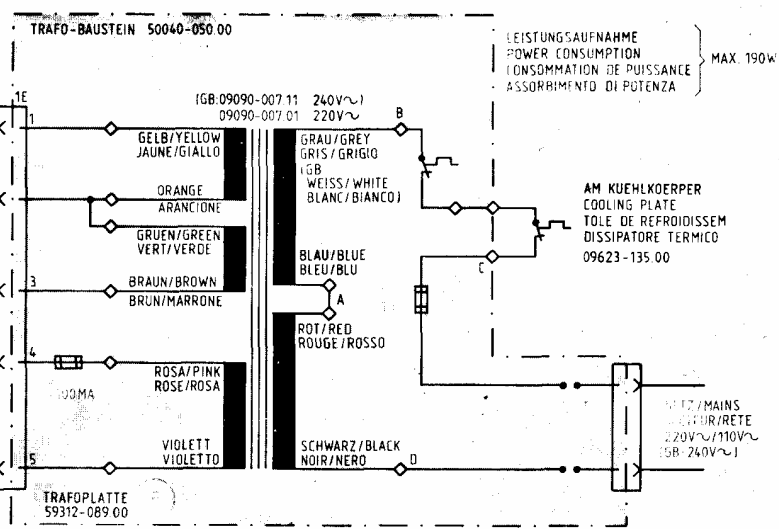 TRAFO-BAUSTEIN 50040-050.00
LEISTUNGSAUFNAHME
POWER CONSUMPTION
CONSOMMATION DE PUISSANCE
ASSORBIMENTO DI POTENZA
MAX. 190W
1E
(GB:09090-007.11 240V~)
09090-007.01 220V~
1
GELB/YELLOW
JAUNE/GIALLO
ORANGE
ARANCIONE
GRUEN/GREEN
VERT/VERDE
3
BRAUN/BROWN
BRUN/MARRONE
4
ROSA/PINK
ROSE/ROSA
5
VIOLETT
VIOLETTO
B
GRAU/GREY
GRIS/GRIGIO
(GB
WEISS/WHITE
BLANC/BIANCO)
BLAU/BLUE
BLEU/BLU
A
ROT/RED
ROUGE/ROSSO
SCHWARZ/BLACK
NOIR/NERO
D
C
AM KUEHLKOERPER
COOLING PLATE
TOLE DE REFROIDISSEM
DISSIPATORE TERMICO
09623-135.00
/MAINS
/RETE
220V~/110V~
(GB-240V~)
TRAFOPLATTE
59312-089.00